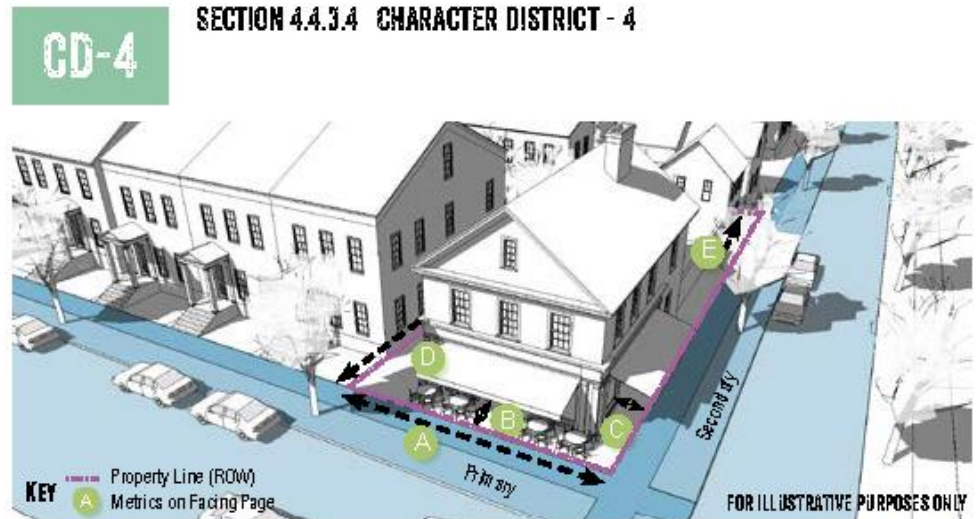 SECTION 4.4.3.4 CHARACTER DISTRICT - 4
CD-4
E
D
B
C
A
Secondary
Primary
Property Line (ROW)
KEY
A Metrics on Facing Page
FOR ILLUSTRATIVE PURPOSES ONLY